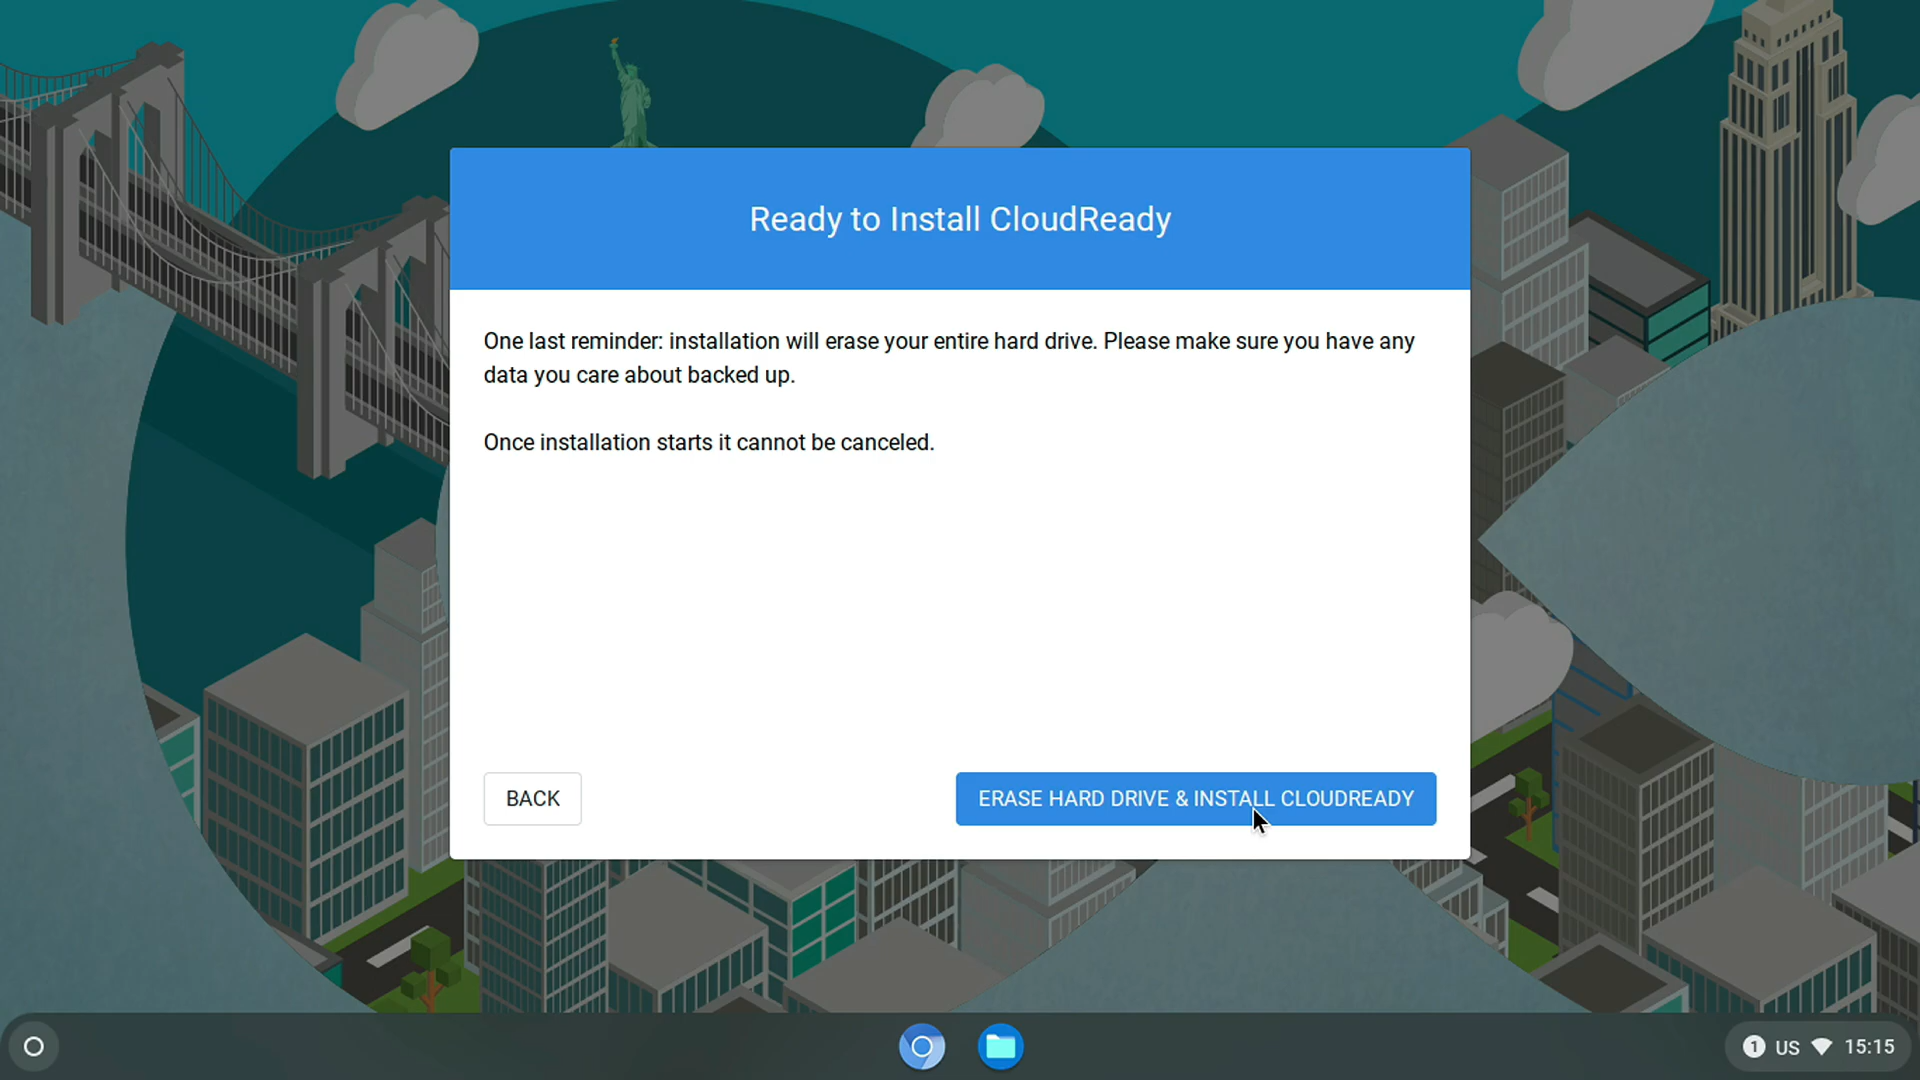 Ready to Install CloudReady
One last reminder: installation will erase your entire hard drive. Please make sure you have any
data you care about backed up.
Once installation starts it cannot be canceled.
BACK
ERASE HARD DRIVE & INSTALL CLOUDREADY
1 US 15:15